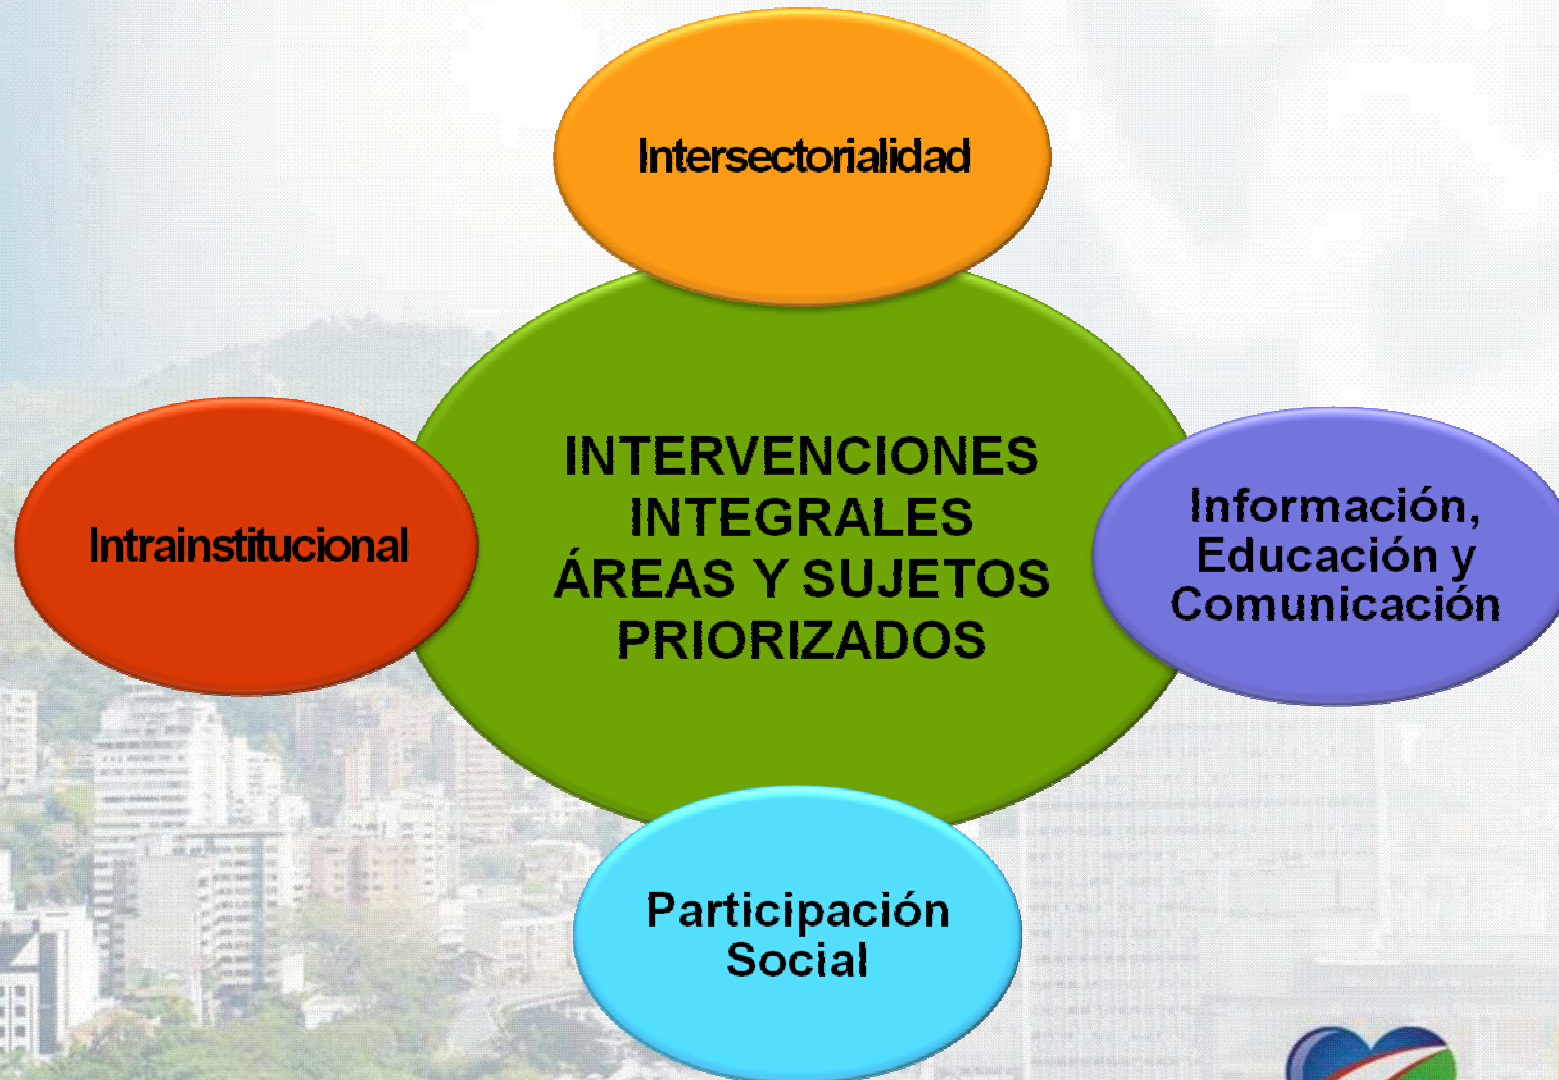 Intersectorialidad
INTERVENCIONES
INTEGRALES
ÁREAS Y SUJETOS
PRIORIZADOS
Intrainstitucional
Información,
Educación y
Comunicación
Participación
Social